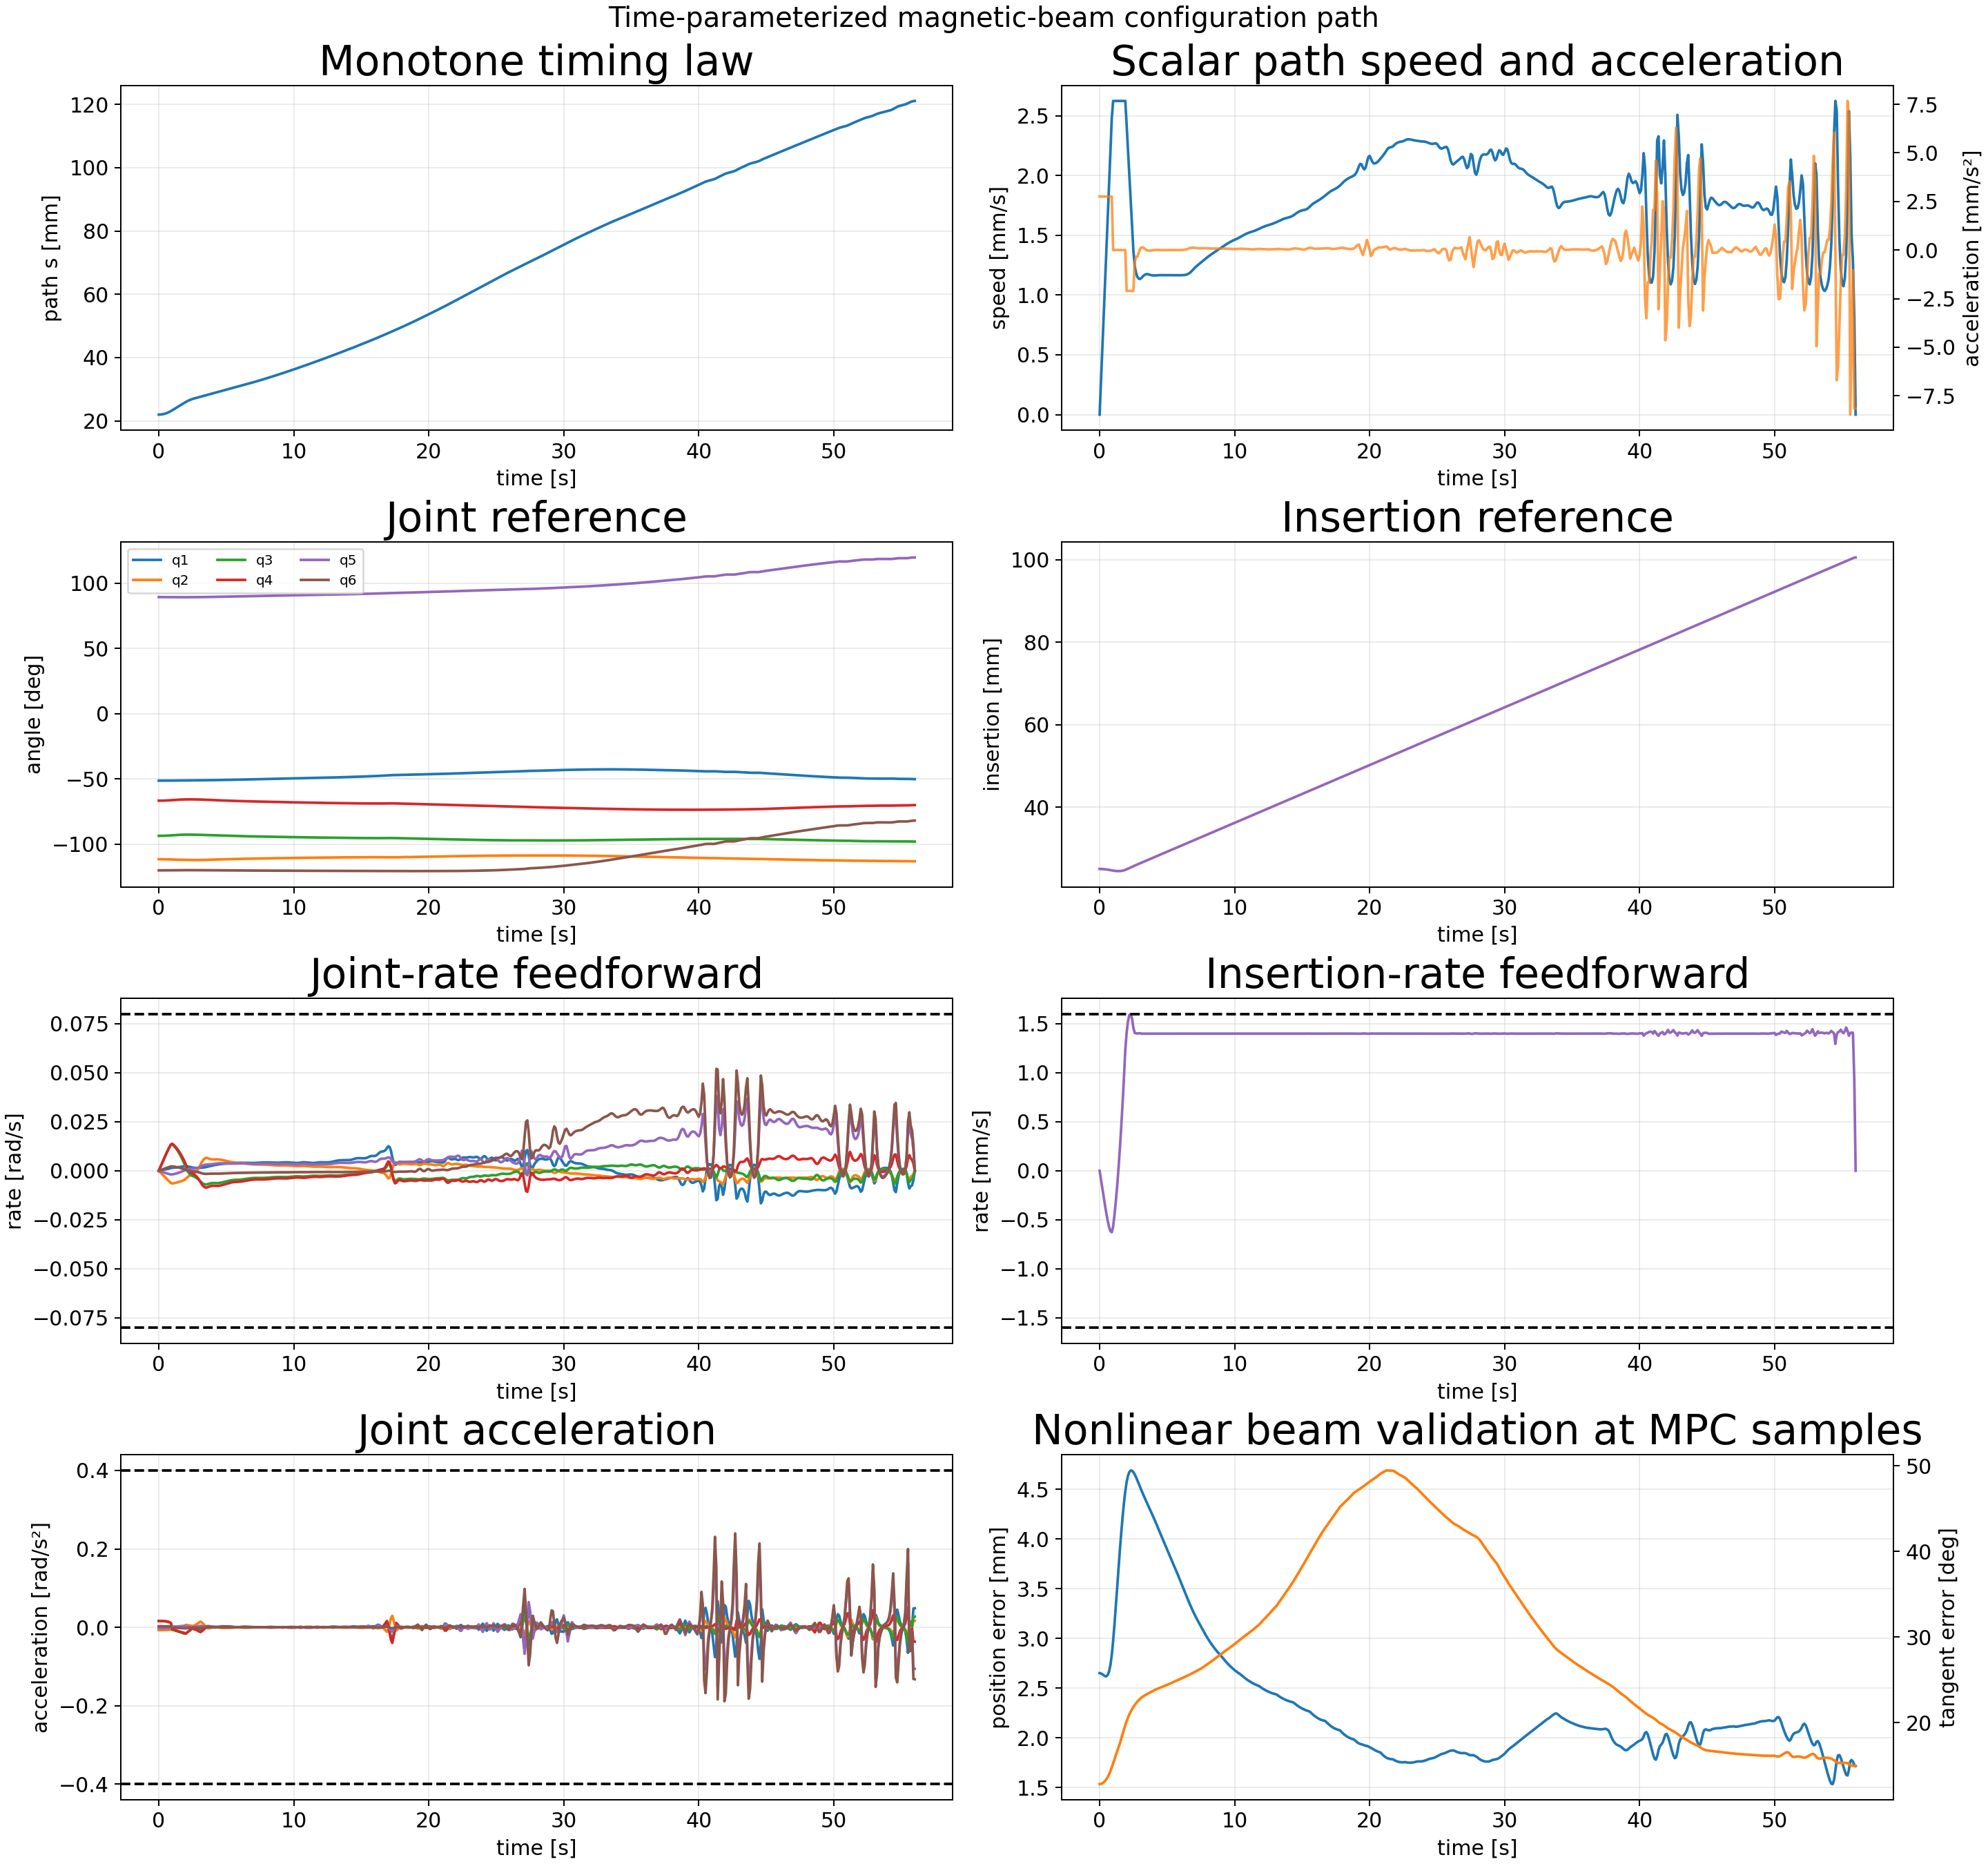 Time-parameterized magnetic-beam configuration path
Monotone timing law
path s [mm]
120
100
80
60
40
20
0 10 20 30 40 50
time [s]
Scalar path speed and acceleration
speed [mm/s]
2.5
2.0
1.5
1.0
0.5
0.0
7.5
5.0
2.5
0.0
−2.5
−5.0
−7.5
acceleration [mm/s²]
0 10 20 30 40 50
time [s]
Joint reference
q1 q3 q5
q2 q4 q6
angle [deg]
100
50
0
−50
−100
0 10 20 30 40 50
time [s]
Insertion reference
insertion [mm]
100
80
60
40
0 10 20 30 40 50
time [s]
Joint-rate feedforward
rate [rad/s]
0.075
0.050
0.025
0.000
−0.025
−0.050
−0.075
0 10 20 30 40 50
time [s]
Insertion-rate feedforward
rate [mm/s]
1.5
1.0
0.5
0.0
−0.5
−1.0
−1.5
0 10 20 30 40 50
time [s]
Joint acceleration
acceleration [rad/s²]
0.4
0.2
0.0
−0.2
−0.4
0 10 20 30 40 50
time [s]
Nonlinear beam validation at MPC samples
position error [mm]
4.5
4.0
3.5
3.0
2.5
2.0
1.5
50
40
30
20
tangent error [deg]
0 10 20 30 40 50
time [s]